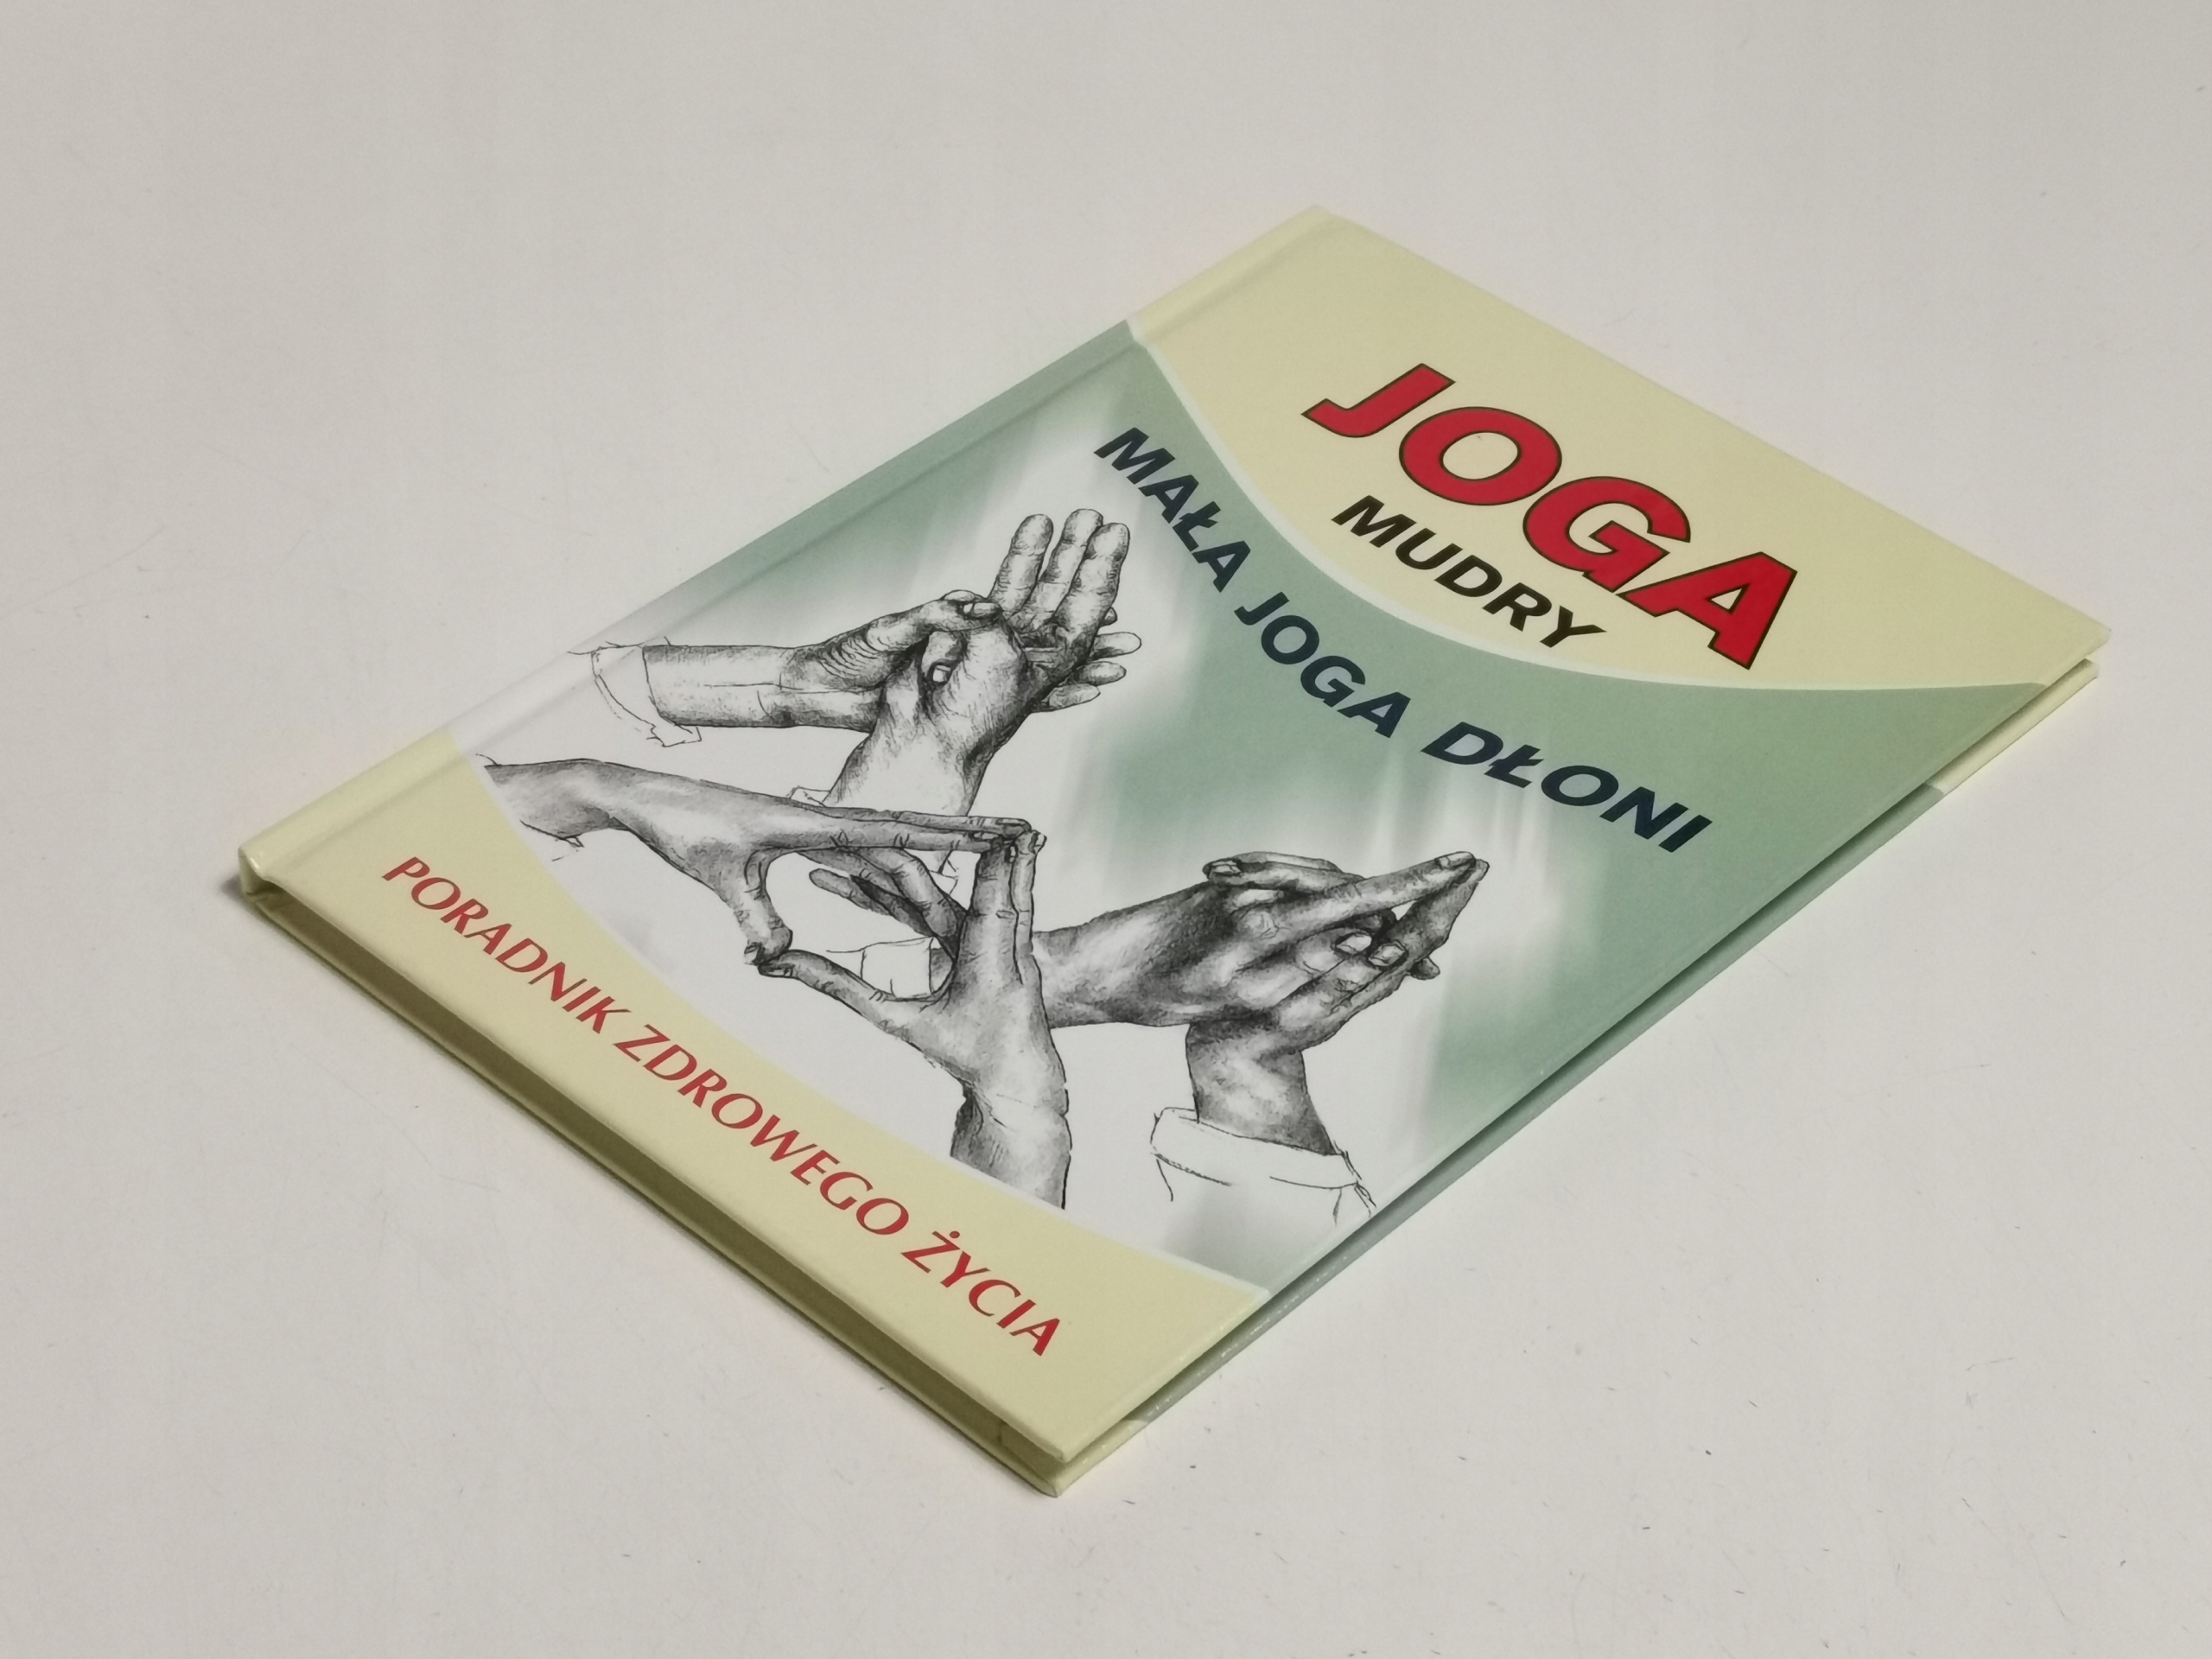 JOGA
MUDRY
MAŁA JOGA DŁONI
PORADNIK ZDROWEGO ŻYCIA